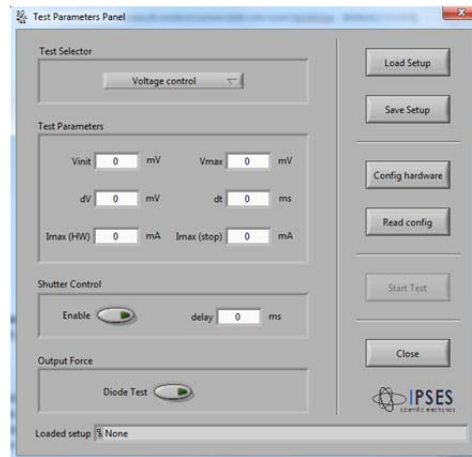 Test Parameters Panel
Test Selector
Voltage control
Test Parameters
Vinit 0 mV Vmax 0 mV
dV 0 mV dt 0 ms
Imax (HW) 0 mA Imax (stop) 0 mA
Shutter Control
Enable delay 0 ms
Output Force
Diode Test
Loaded setup None
Load Setup
Save Setup
Config hardware
Read config
Start Test
Close
IPSES
scientific electronics